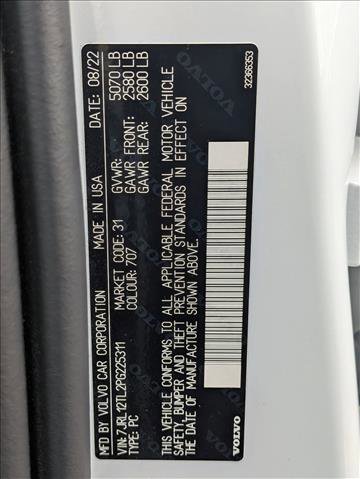 MFD BY VOLVO CAR CORPORATION MADE IN USA DATE: 08/22
GVWR: 5070 LB
GAWR FRONT: 2580 LB
GAWR REAR: 2600 LB
VIN: 7JRL12TL2PG225311 MARKET CODE: 31
TYPE: PC COLOUR: 707
THIS VEHICLE CONFORMS TO ALL APPLICABLE FEDERAL MOTOR VEHICLE
SAFETY, BUMPER AND THEFT PREVENTION STANDARDS IN EFFECT ON
THE DATE OF MANUFACTURE SHOWN ABOVE.
VOLVO 32366353